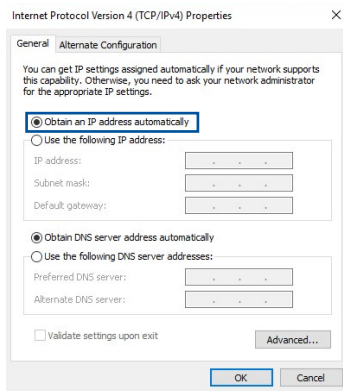 Internet Protocol Version 4 (TCP/IPv4) Properties
General Alternate Configuration
You can get IP settings assigned automatically if your network supports
this capability. Otherwise, you need to ask your network administrator
for the appropriate IP settings.
Obtain an IP address automatically
Use the following IP address:
IP address:
Subnet mask:
Default gateway:
Obtain DNS server address automatically
Use the following DNS server addresses:
Preferred DNS server:
Alternate DNS server:
Validate settings upon exit
Advanced...
OK Cancel